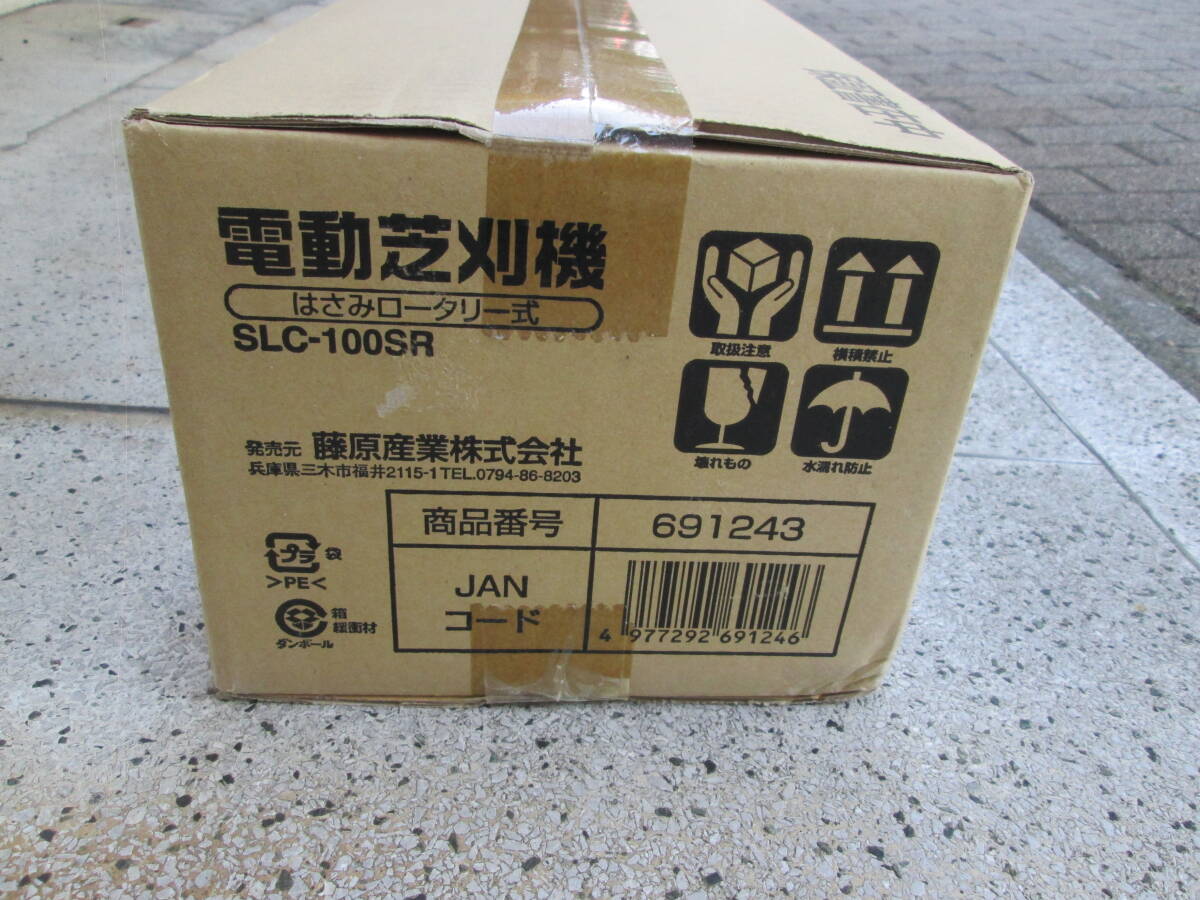 電動芝刈機
はさみロータリー式
SLC-100SR
取扱注意
横積禁止
壊れもの
水濡れ防止
発売元 藤原産業株式会社
兵庫県三木市福井2115-1 TEL.0794-86-8203
商品番号 691243
JAN
コード
4 977292 691246
プラ 袋
>PE<
箱
緩衝材
ダンボール